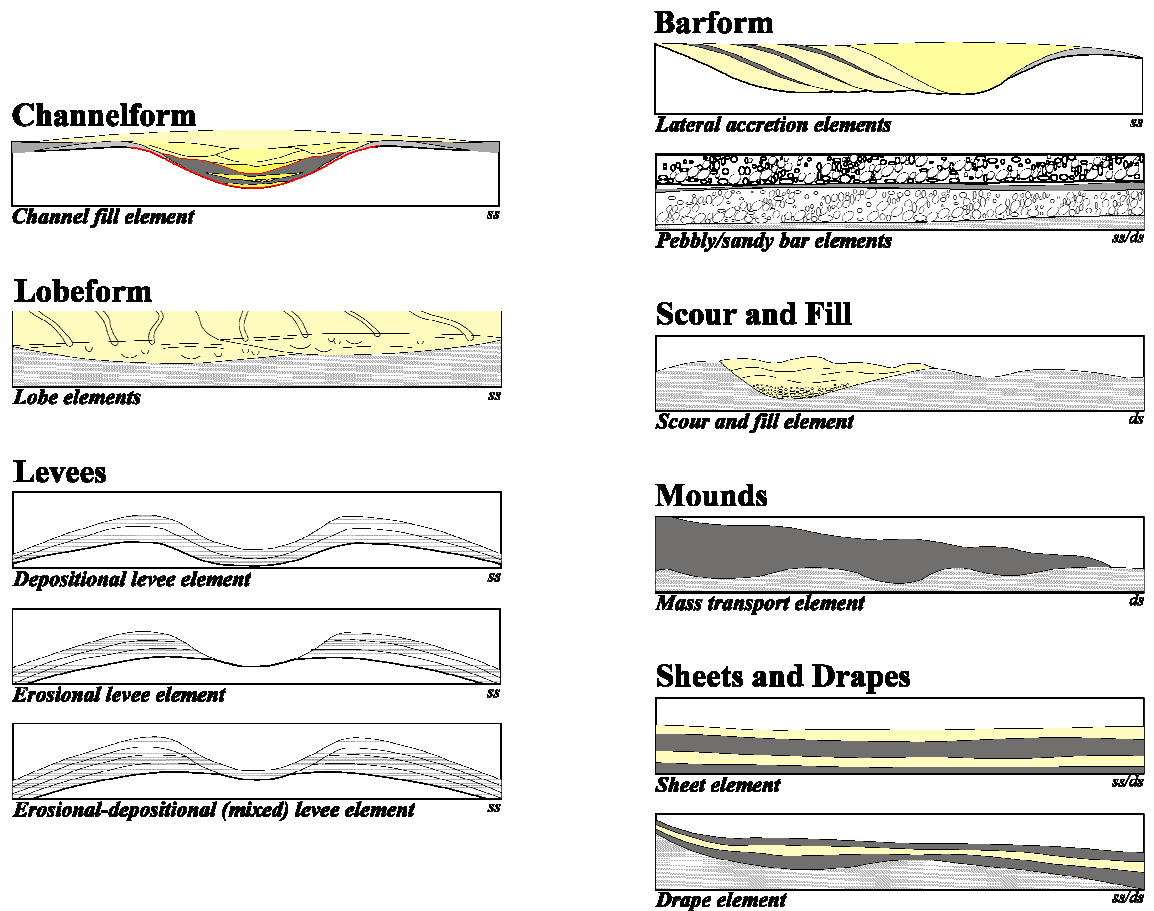 Channelform
Channel fill element ss
Lobeform
Lobe elements ss
Levees
Depositional levee element ss
Erosional levee element ss
Erosional-depositional (mixed) levee element ss
Barform
Lateral accretion elements ss
Pebbly/sandy bar elements ss/ds
Scour and Fill
Scour and fill element ds
Mounds
Mass transport element ds
Sheets and Drapes
Sheet element ss/ds
Drape element ss/ds